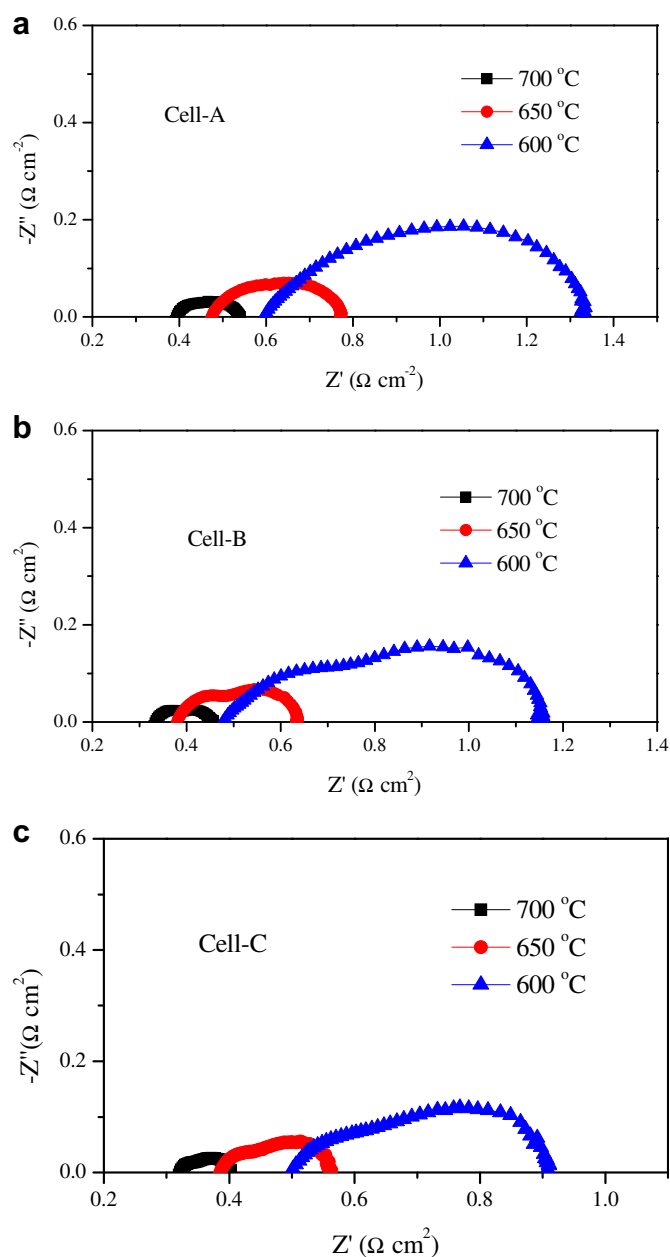 a
0.6
0.4
0.2
0.0
-Z'' (Ω cm⁻²)
Cell-A
700 °C
650 °C
600 °C
0.2 0.4 0.6 0.8 1.0 1.2 1.4
Z' (Ω cm⁻²)
b
0.6
0.4
0.2
0.0
-Z'' (Ω cm²)
Cell-B
700 °C
650 °C
600 °C
0.2 0.4 0.6 0.8 1.0 1.2 1.4
Z' (Ω cm²)
c
0.6
0.4
0.2
0.0
-Z''(Ω cm²)
Cell-C
700 °C
650 °C
600 °C
0.2 0.4 0.6 0.8 1.0
Z' (Ω cm²)